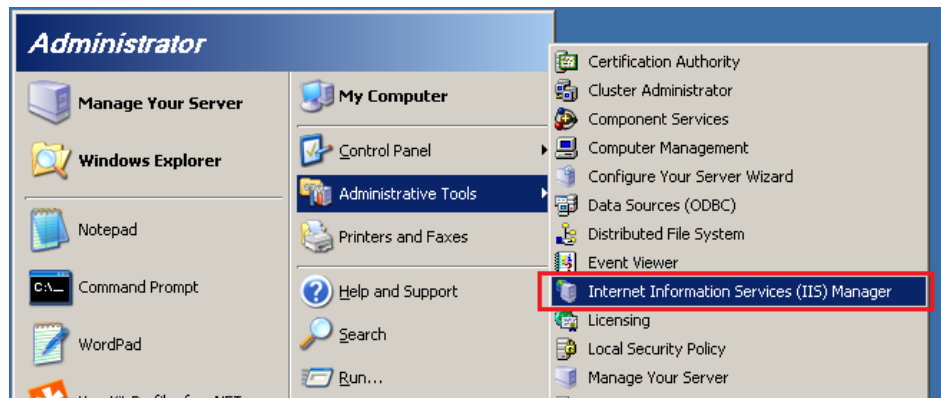 Administrator
Manage Your Server
Windows Explorer
Notepad
C:\_
Command Prompt
WordPad
My Computer
Control Panel
Administrative Tools
Printers and Faxes
Help and Support
Search
Run...
Certification Authority
Cluster Administrator
Component Services
Computer Management
Configure Your Server Wizard
Data Sources (ODBC)
Distributed File System
Event Viewer
Internet Information Services (IIS) Manager
Licensing
Local Security Policy
Manage Your Server